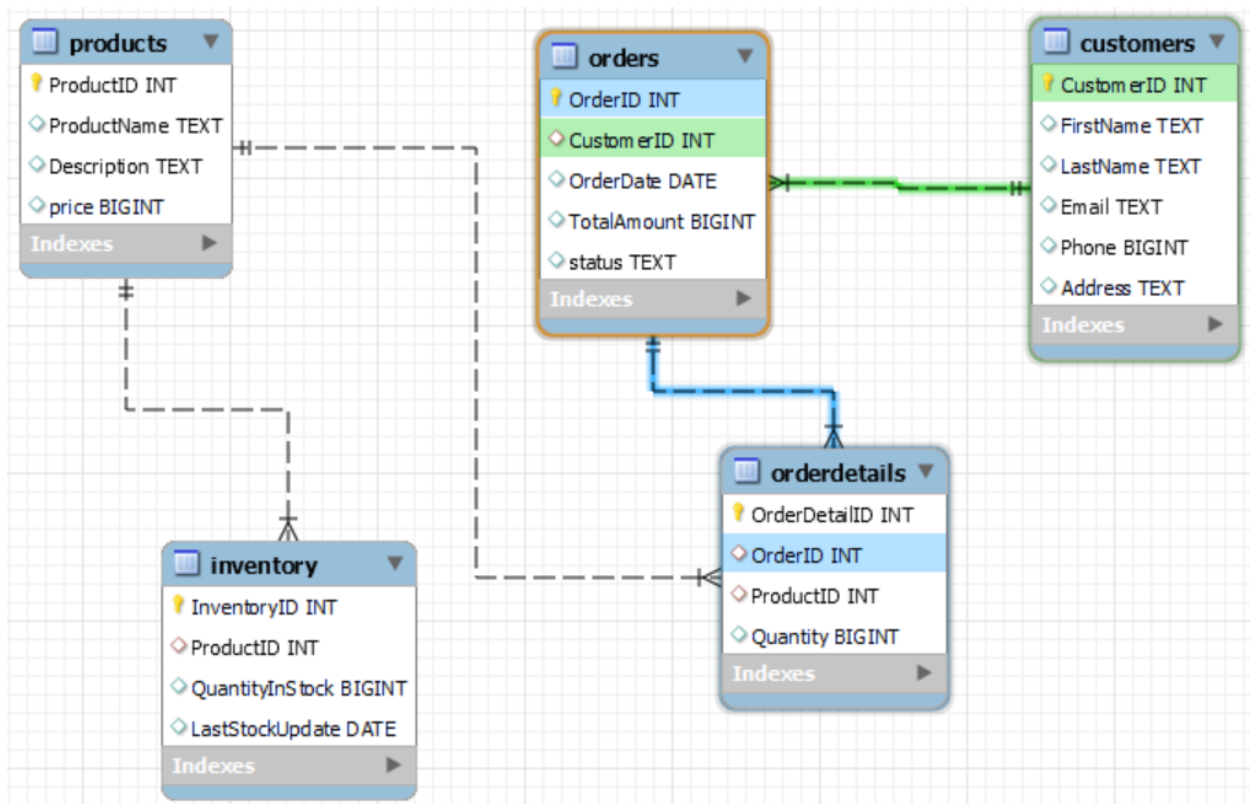 products
ProductID INT
ProductName TEXT
Description TEXT
price BIGINT
Indexes
orders
OrderID INT
CustomerID INT
OrderDate DATE
TotalAmount BIGINT
status TEXT
Indexes
customers
CustomerID INT
FirstName TEXT
LastName TEXT
Email TEXT
Phone BIGINT
Address TEXT
Indexes
inventory
InventoryID INT
ProductID INT
QuantityInStock BIGINT
LastStockUpdate DATE
Indexes
orderdetails
OrderDetailID INT
OrderID INT
ProductID INT
Quantity BIGINT
Indexes